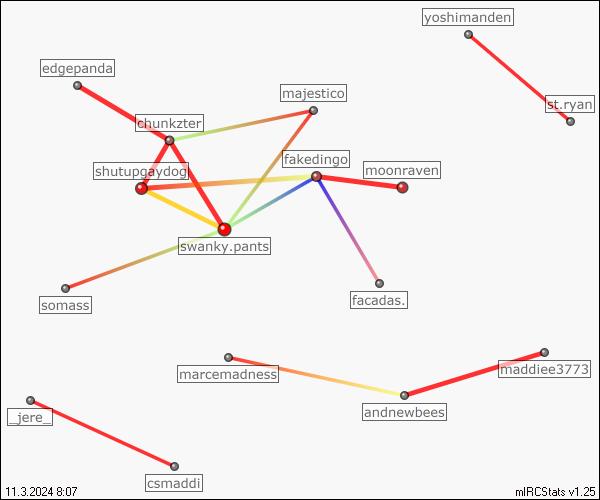 yoshimanden
edgepanda
majestico
st.ryan
chunkzter
fakedingo
shutupgaydog
moonraven
swanky.pants
somass
facadas.
marcemadness
maddiee3773
andnewbees
_jere_
csmaddi
11.3.2024 8:07
mIRCStats v1.25